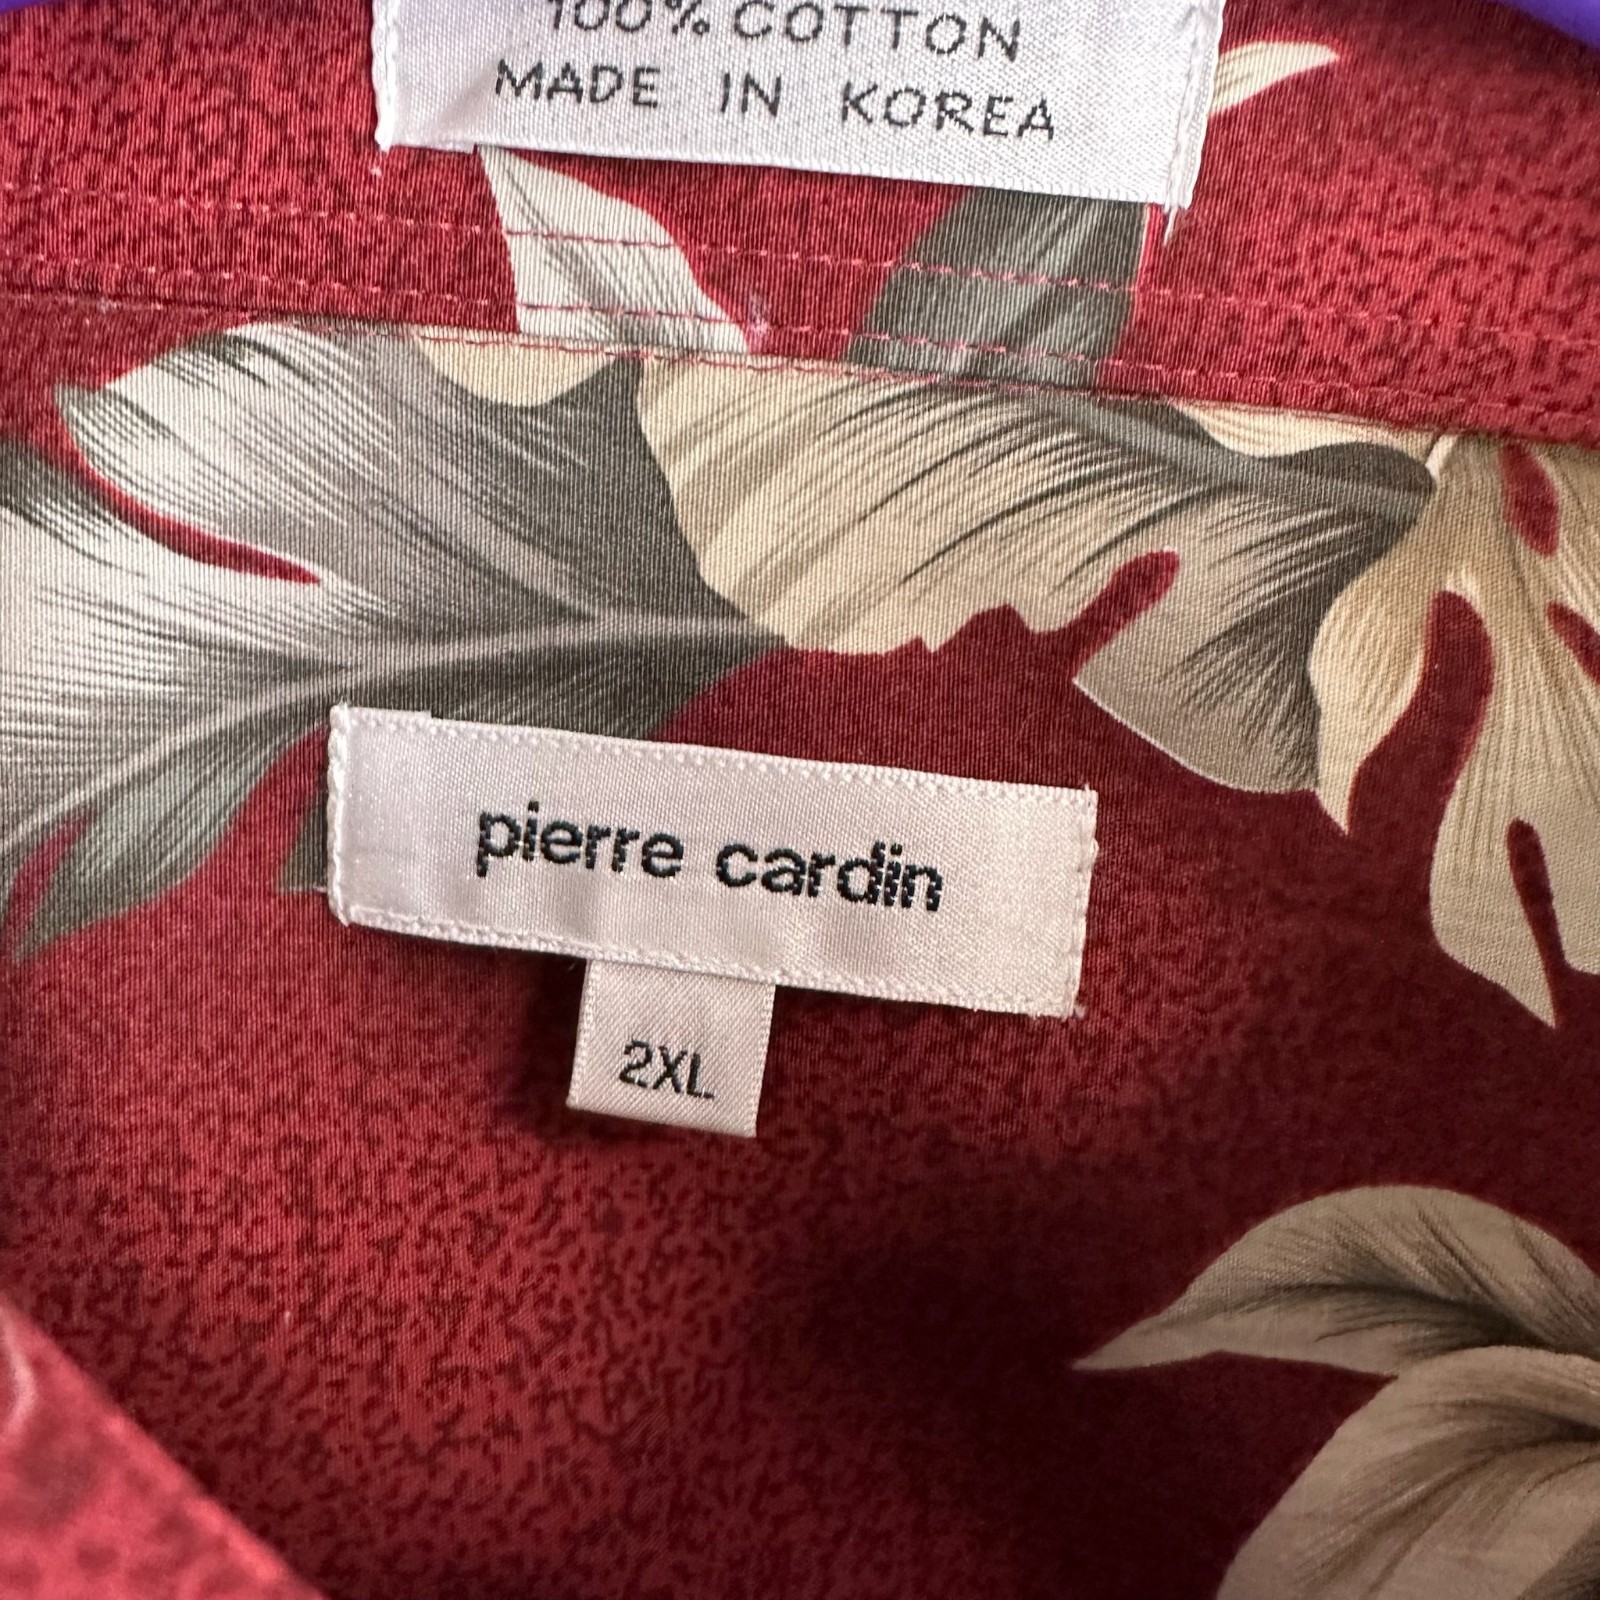 100% COTTON
MADE IN KOREA
pierre cardin
2XL